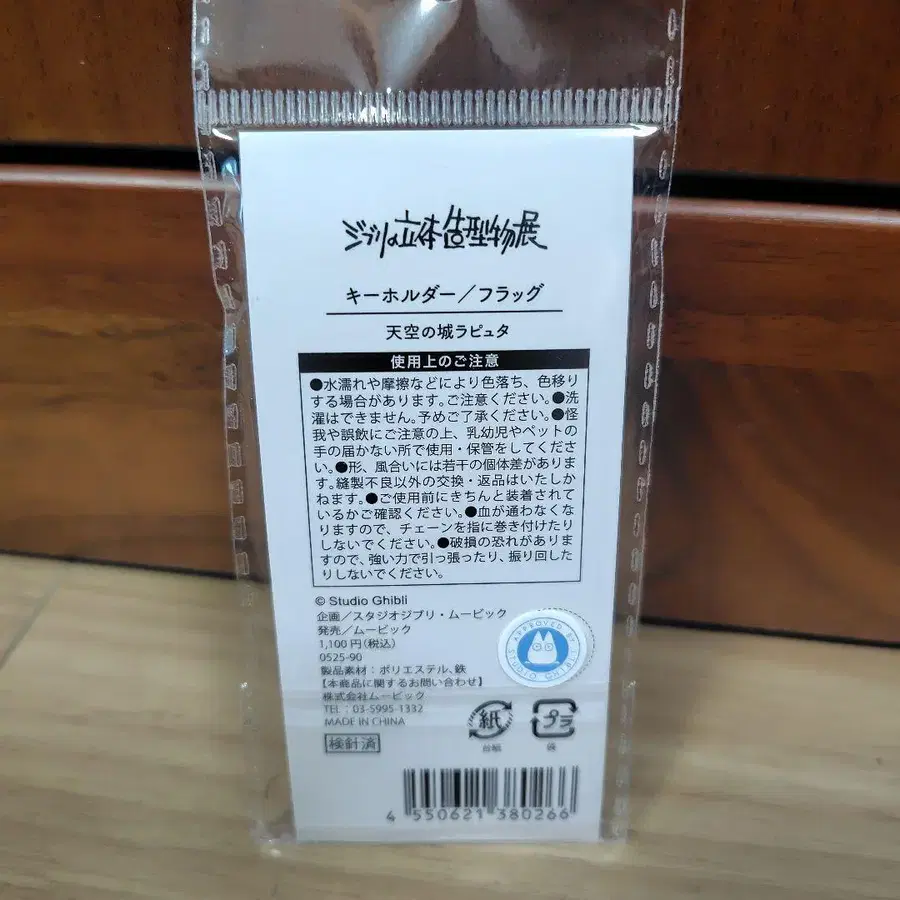 ジブリの立体造型物展
キーホルダー／フラッグ
天空の城ラピュタ
使用上のご注意
●水濡れや摩擦などにより色落ち、色移り
する場合があります。ご注意ください。●洗
濯はできません。予めご了承ください。●怪
我や誤飲にご注意の上、乳幼児やペットの
手の届かない所で使用・保管をしてくださ
い。●形、風合いには若干の個体差がありま
す。縫製不良以外の交換・返品はいたしか
ねます。●ご使用前にきちんと装着されて
いるかご確認ください。●血が通わなくな
りますので、チェーンを指に巻き付けたり
しないでください。●破損の恐れがありま
すので、強い力で引っ張ったり、振り回した
りしないでください。
© Studio Ghibli
企画／スタジオジブリ・ムービック
発売／ムービック
1,100円(税込)
0525-90
製品素材：ポリエステル、鉄
【本商品に関するお問い合わせ】
株式会社ムービック
TEL：03-5995-1332
MADE IN CHINA
検針済
APPROVED BY
STUDIO GHIBLI
紙
台紙
プラ
袋
4 550621 380266